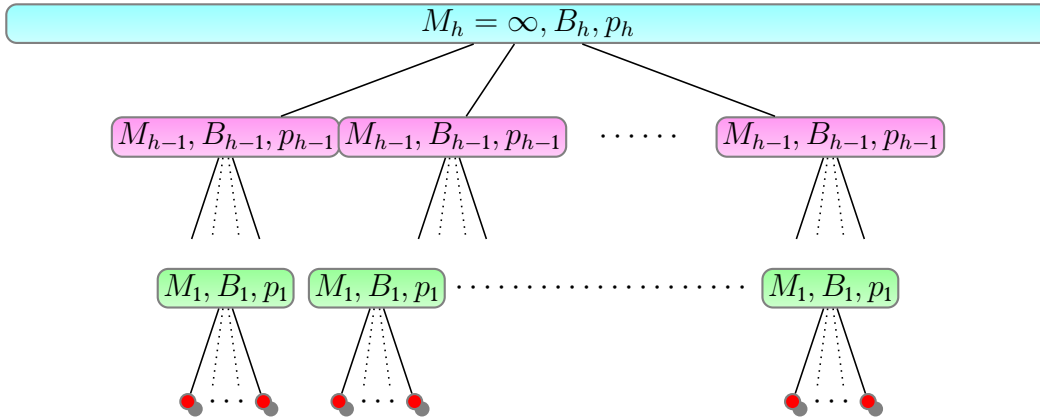 M_h = ∞, B_h, p_h
M_{h−1}, B_{h−1}, p_{h−1} M_{h−1}, B_{h−1}, p_{h−1} ⋯⋯ M_{h−1}, B_{h−1}, p_{h−1}
M_1, B_1, p_1 M_1, B_1, p_1 ⋯⋯ M_1, B_1, p_1